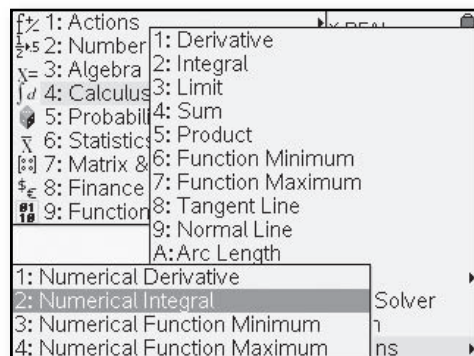 1: Actions
2: Number
3: Algebra
4: Calculus
5: Probabili
6: Statistics
7: Matrix &
8: Finance
9: Function
1: Derivative
2: Integral
3: Limit
4: Sum
5: Product
6: Function Minimum
7: Function Maximum
8: Tangent Line
9: Normal Line
A: Arc Length
1: Numerical Derivative
2: Numerical Integral
3: Numerical Function Minimum
4: Numerical Function Maximum
Solver
ns